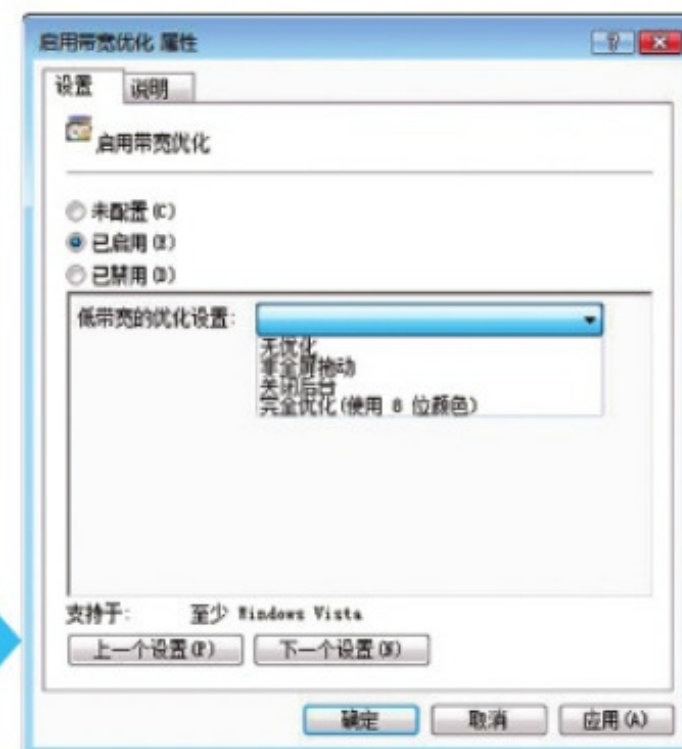 启用带宽优化 属性
设置 说明
启用带宽优化
未配置(C)
已启用(E)
已禁用(D)
低带宽的优化设置:
无优化
非全屏拖动
关闭后台
完全优化(使用 8 位颜色)
支持于: 至少 Windows Vista
上一个设置(P) 下一个设置(N)
确定 取消 应用(A)